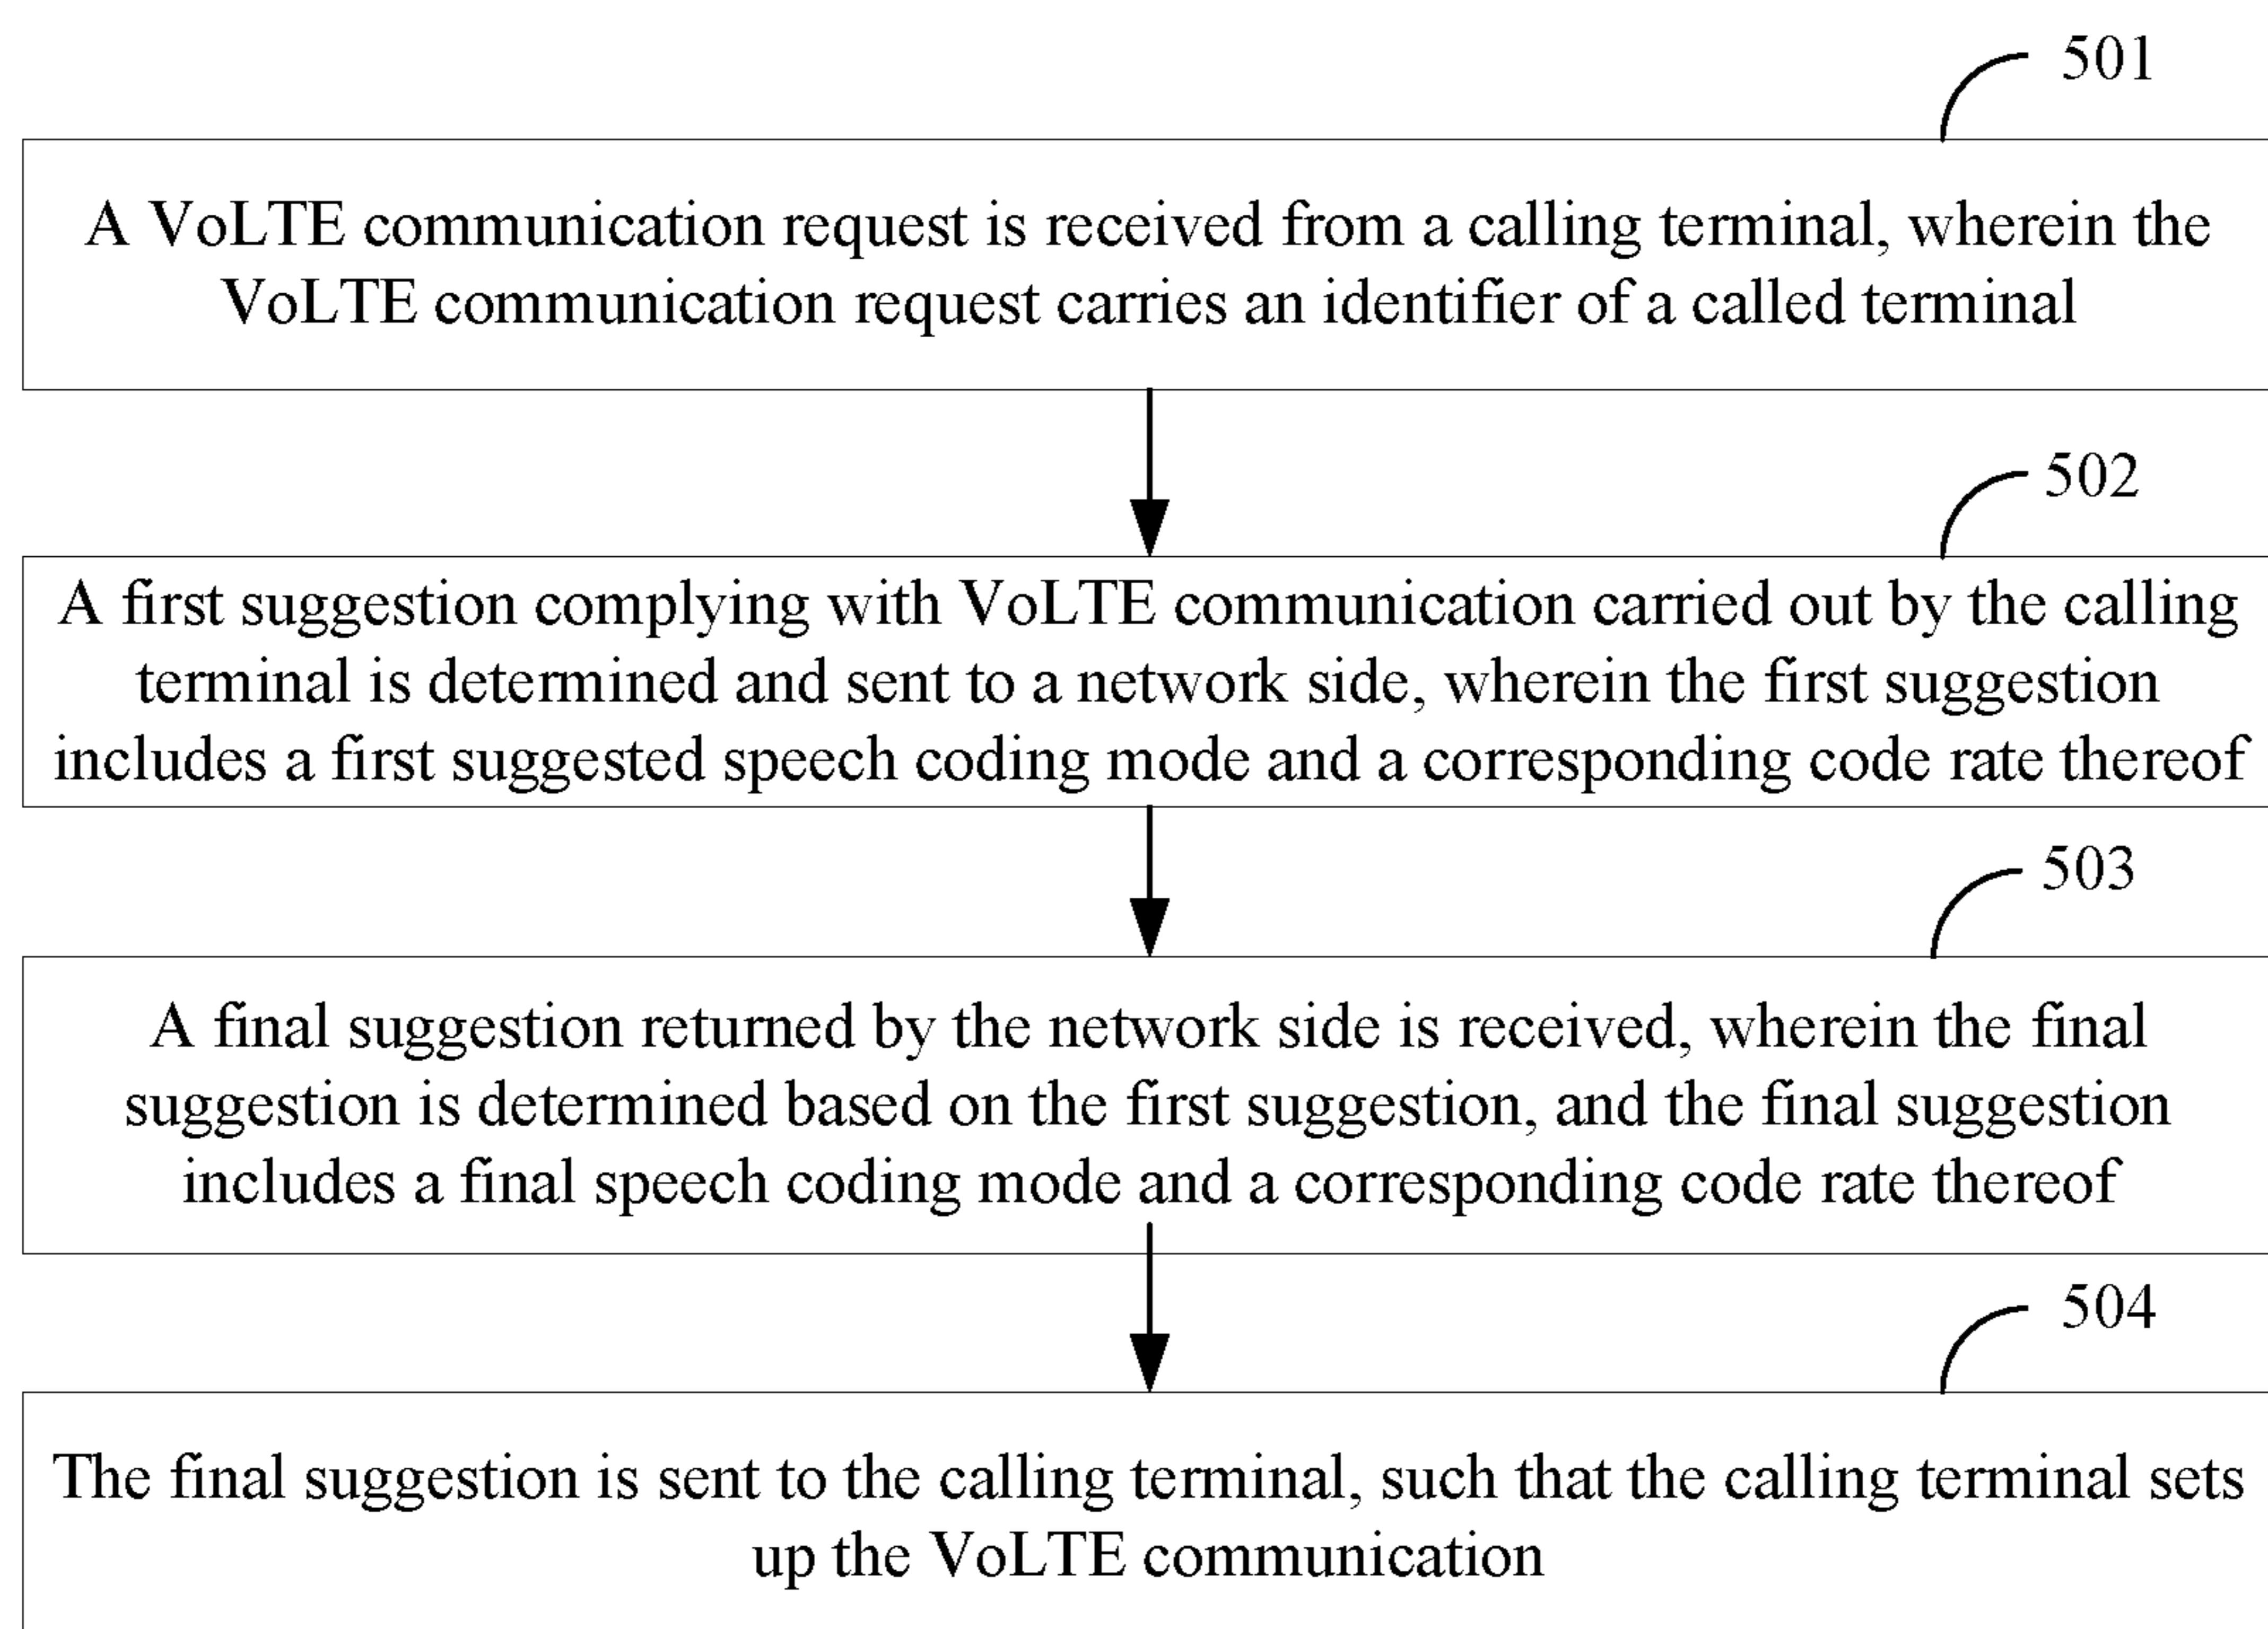 501
A VoLTE communication request is received from a calling terminal, wherein the
VoLTE communication request carries an identifier of a called terminal
502
A first suggestion complying with VoLTE communication carried out by the calling
terminal is determined and sent to a network side, wherein the first suggestion
includes a first suggested speech coding mode and a corresponding code rate thereof
503
A final suggestion returned by the network side is received, wherein the final
suggestion is determined based on the first suggestion, and the final suggestion
includes a final speech coding mode and a corresponding code rate thereof
504
The final suggestion is sent to the calling terminal, such that the calling terminal sets
up the VoLTE communication